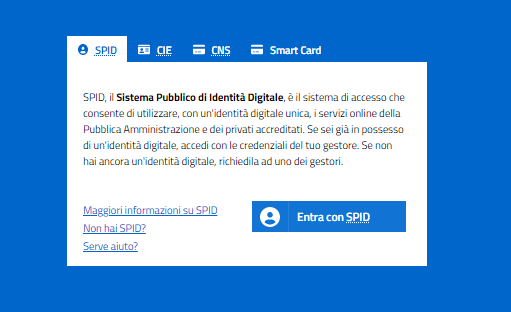 SPID CIE CNS Smart Card
SPID, il Sistema Pubblico di Identità Digitale, è il sistema di accesso che
consente di utilizzare, con un'identità digitale unica, i servizi online della
Pubblica Amministrazione e dei privati accreditati. Se sei già in possesso
di un'identità digitale, accedi con le credenziali del tuo gestore. Se non
hai ancora un'identità digitale, richiedila ad uno dei gestori.
Maggiori informazioni su SPID
Non hai SPID?
Serve aiuto?
Entra con SPID